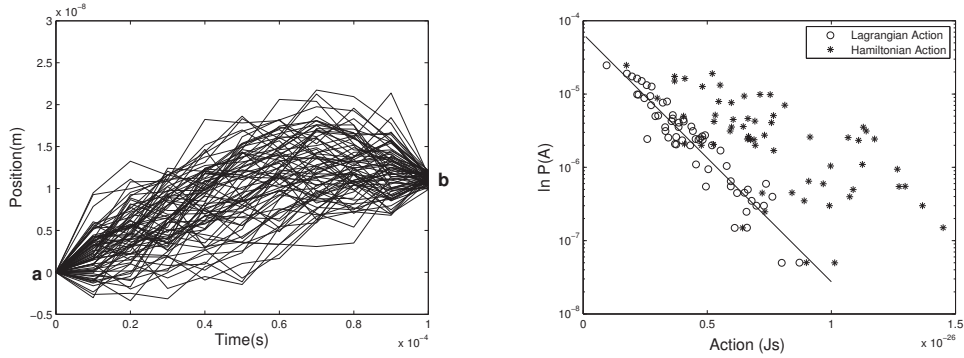 x 10⁻⁸
3
2.5
2
1.5
1
0.5
0
−0.5
Position(m)
a
b
0 0.2 0.4 0.6 0.8 1
Time(s)
x 10⁻⁴
10⁻⁴
10⁻⁵
10⁻⁶
10⁻⁷
10⁻⁸
ln P(A)
Lagrangian Action
Hamiltonian Action
0 0.5 1 1.5
Action (Js)
x 10⁻²⁶